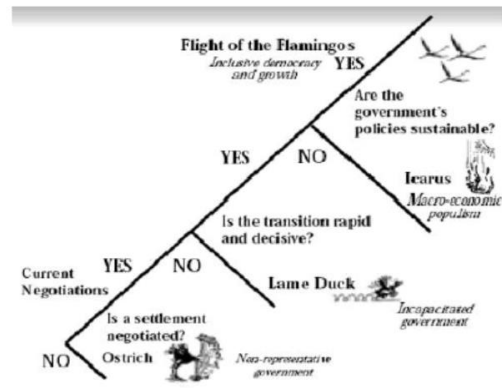 Flight of the Flamingos
Inclusive democracy
and growth
YES
Are the
government's
policies sustainable?
YES
NO
Icarus
Macro-economic
populism
Is the transition rapid
and decisive?
Current
Negotiations
YES
NO
Lame Duck
Incapacitated
government
Is a settlement
negotiated?
NO
Ostrich
Non-representative
government